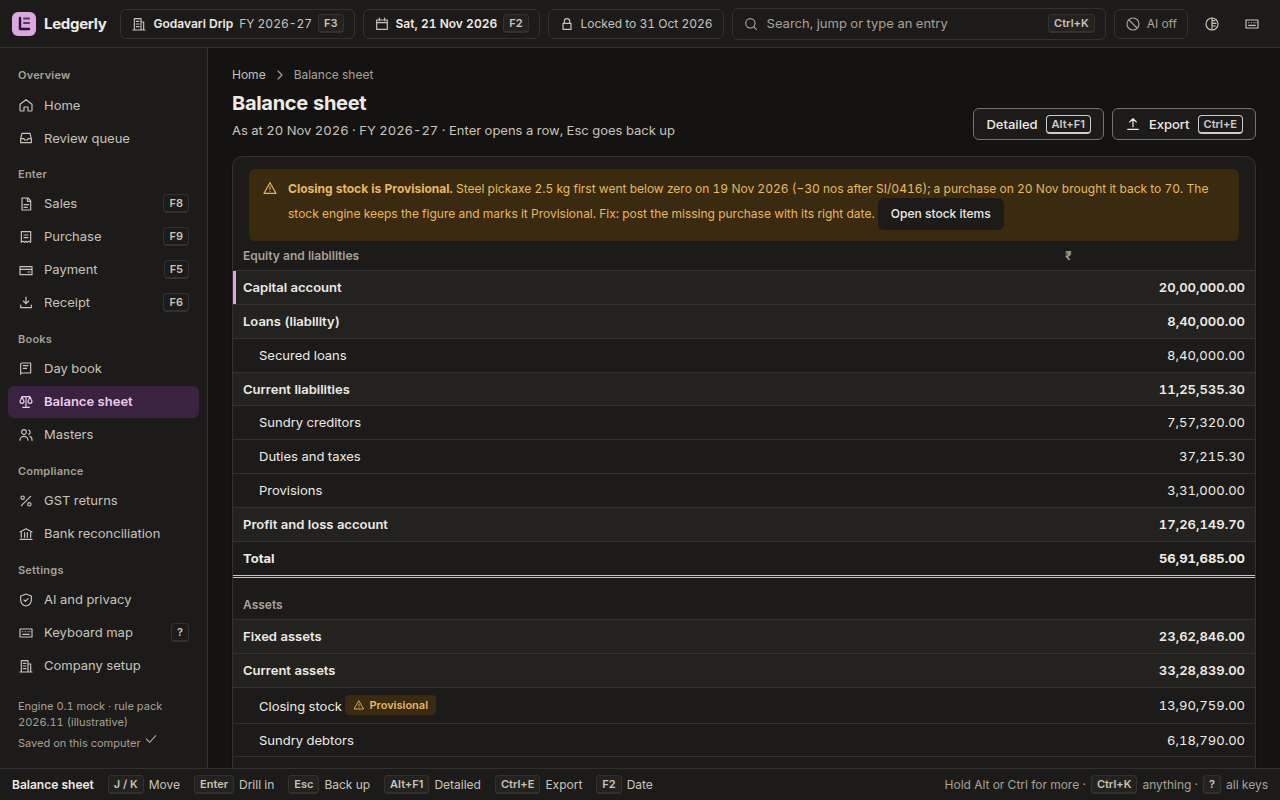 Ledgerly
Godavari Drip FY 2026-27 F3
Sat, 21 Nov 2026 F2
Locked to 31 Oct 2026
Search, jump or type an entry Ctrl+K
AI off
Overview
Home
Review queue
Enter
Sales F8
Purchase F9
Payment F5
Receipt F6
Books
Day book
Balance sheet
Masters
Compliance
GST returns
Bank reconciliation
Settings
AI and privacy
Keyboard map ?
Company setup
Engine 0.1 mock · rule pack
2026.11 (illustrative)
Saved on this computer
Home > Balance sheet
Balance sheet
As at 20 Nov 2026 · FY 2026-27 · Enter opens a row, Esc goes back up
Detailed Alt+F1
Export Ctrl+E
Closing stock is Provisional. Steel pickaxe 2.5 kg first went below zero on 19 Nov 2026 (−30 nos after SI/0416); a purchase on 20 Nov brought it back to 70. The
stock engine keeps the figure and marks it Provisional. Fix: post the missing purchase with its right date. Open stock items
Equity and liabilities ₹
Capital account 20,00,000.00
Loans (liability) 8,40,000.00
Secured loans 8,40,000.00
Current liabilities 11,25,535.30
Sundry creditors 7,57,320.00
Duties and taxes 37,215.30
Provisions 3,31,000.00
Profit and loss account 17,26,149.70
Total 56,91,685.00
Assets
Fixed assets 23,62,846.00
Current assets 33,28,839.00
Closing stock Provisional 13,90,759.00
Sundry debtors 6,18,790.00
Balance sheet J / K Move Enter Drill in Esc Back up Alt+F1 Detailed Ctrl+E Export F2 Date
Hold Alt or Ctrl for more · Ctrl+K anything · ? all keys